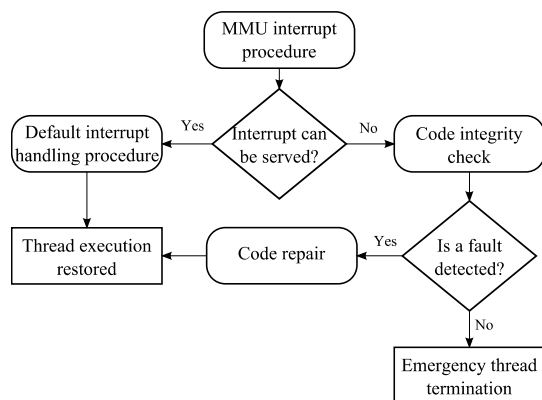 MMU interrupt
procedure
Yes
No
Default interrupt
handling procedure
Interrupt can
be served?
Code integrity
check
Thread execution
restored
Code repair
Yes
Is a fault
detected?
No
Emergency thread
termination